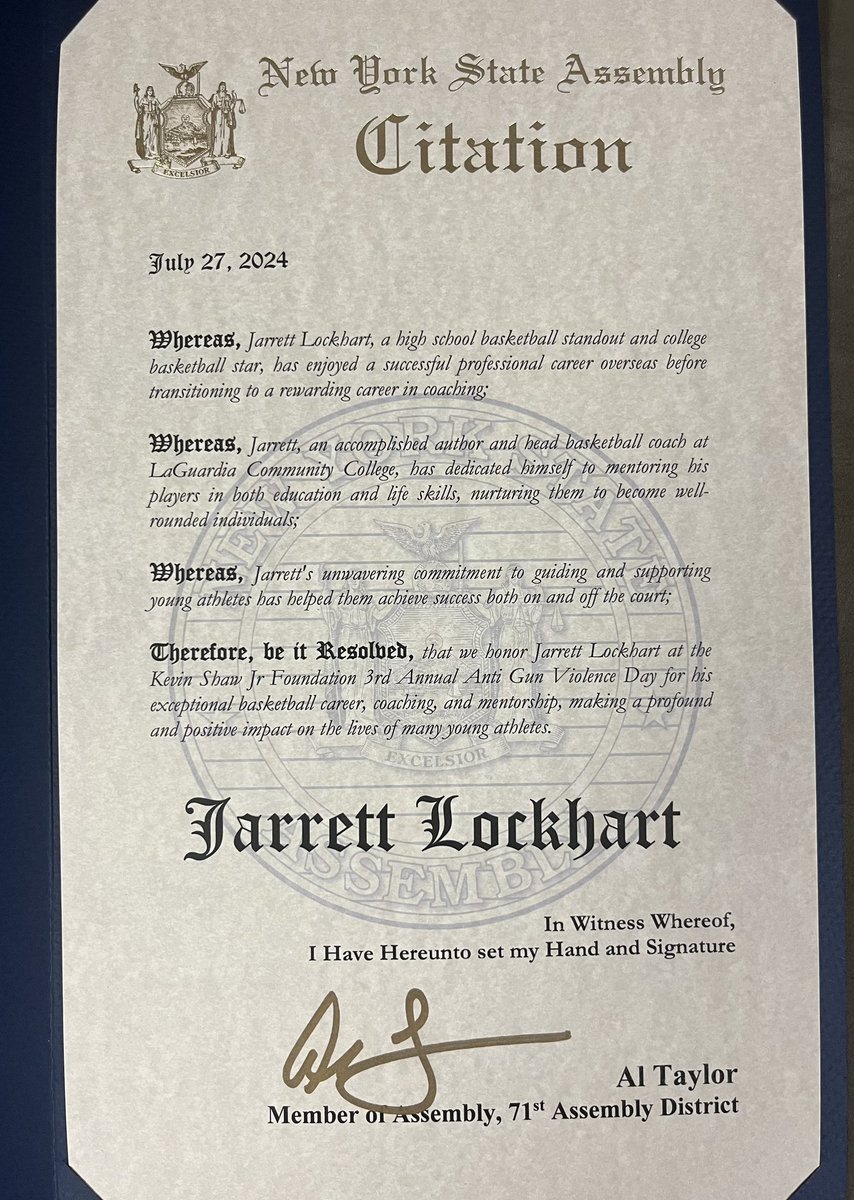 New York State Assembly
Citation
EXCELSIOR
July 27, 2024
Whereas, Jarrett Lockhart, a high school basketball standout and college
basketball star, has enjoyed a successful professional career overseas before
transitioning to a rewarding career in coaching;
Whereas, Jarrett, an accomplished author and head basketball coach at
LaGuardia Community College, has dedicated himself to mentoring his
players in both education and life skills, nurturing them to become well-
rounded individuals;
Whereas, Jarrett's unwavering commitment to guiding and supporting
young athletes has helped them achieve success both on and off the court;
Therefore, be it Resolved, that we honor Jarrett Lockhart at the
Kevin Shaw Jr Foundation 3rd Annual Anti Gun Violence Day for his
exceptional basketball career, coaching, and mentorship, making a profound
and positive impact on the lives of many young athletes.
NEW YORK STATE
EXCELSIOR
ASSEMBLY
Jarrett Lockhart
In Witness Whereof,
I Have Hereunto set my Hand and Signature
Al Taylor
Member of Assembly, 71st Assembly District